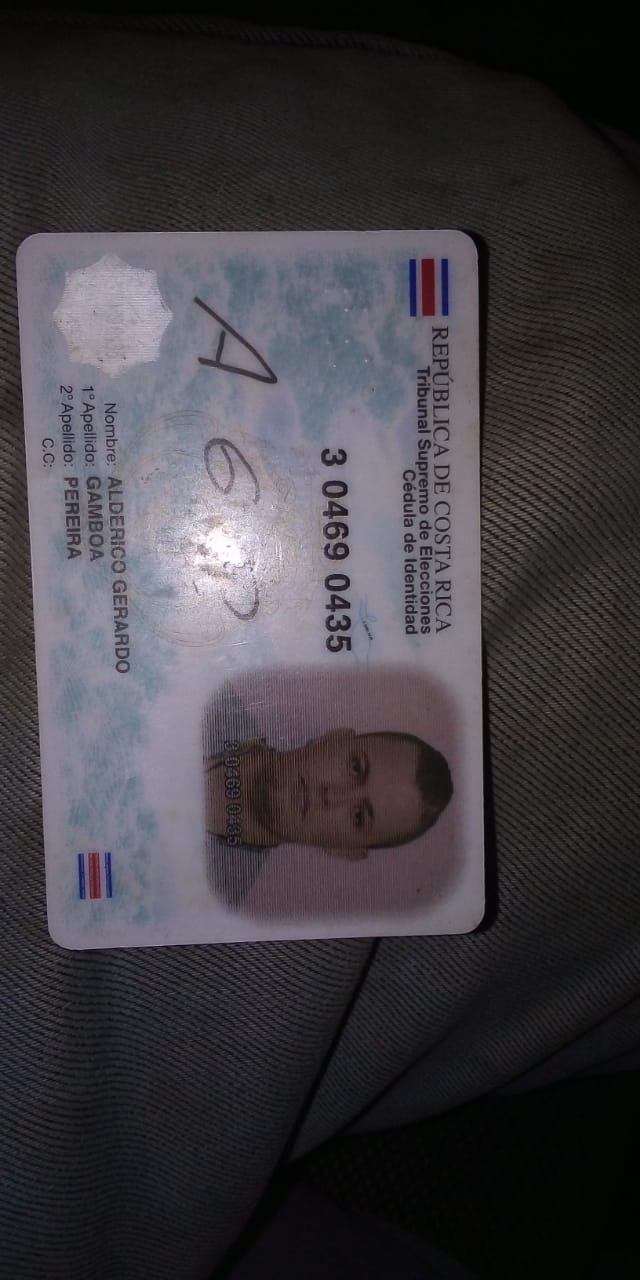 REPÚBLICA DE COSTA RICA
Tribunal Supremo de Elecciones
Cédula de Identidad
3 0469 0435
A G P
3 0469 0435
Nombre: ALDERICO GERARDO
1° Apellido: GAMBOA
2° Apellido: PEREIRA
C.C: